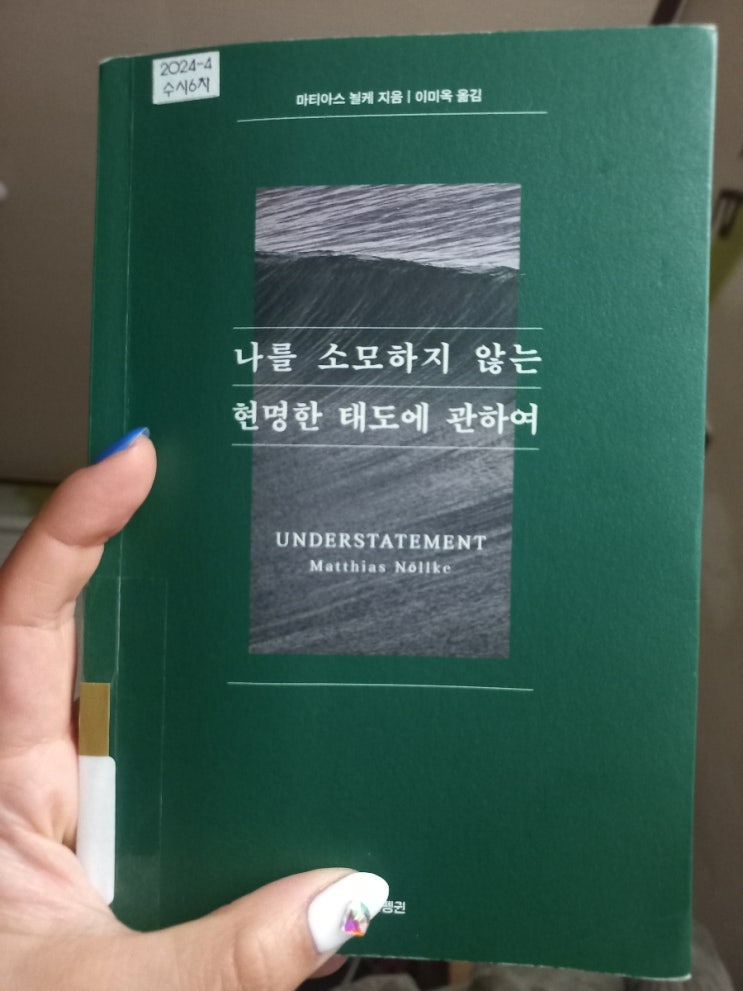 2024-4
수시6차
마티아스 뇔케 지음 | 이미옥 옮김
나를 소모하지 않는
현명한 태도에 관하여
UNDERSTATEMENT
Matthias Nöllke